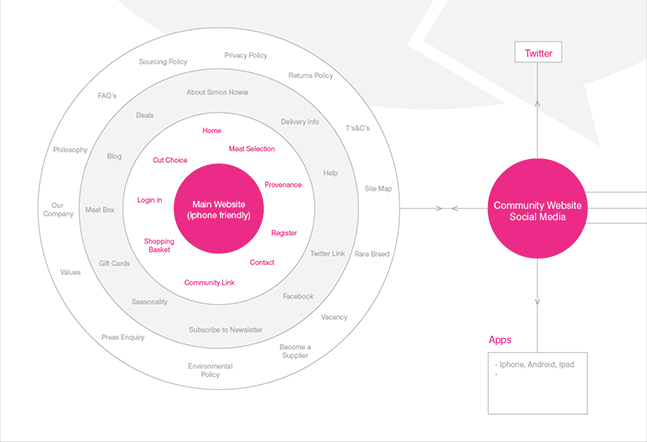 Privacy Policy
Sourcing Policy
Returns Policy
FAQ's
T's&C's
Philosophy
Site Map
Our
Company
Rare Breed
Values
Vacancy
Press Enquiry
Become a
Supplier
Environmental
Policy
About Simon Howie
Deals
Delivery Info
Blog
Help
Meat Box
Twitter Link
Gift Cards
Facebook
Seasonality
Subscribe to Newsletter
Home
Meat Selection
Cut Choice
Provenance
Login in
Register
Shopping
Basket
Contact
Community Link
Main Website
(iphone friendly)
Twitter
Community Website
Social Media
Apps
- Iphone, Android, Ipad
-